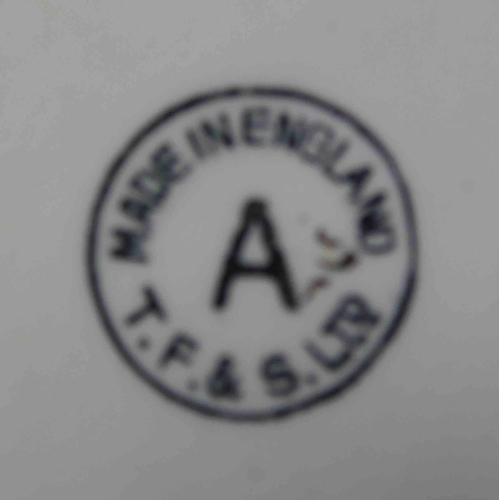 MADE IN ENGLAND
A
T.F. & S. LTD